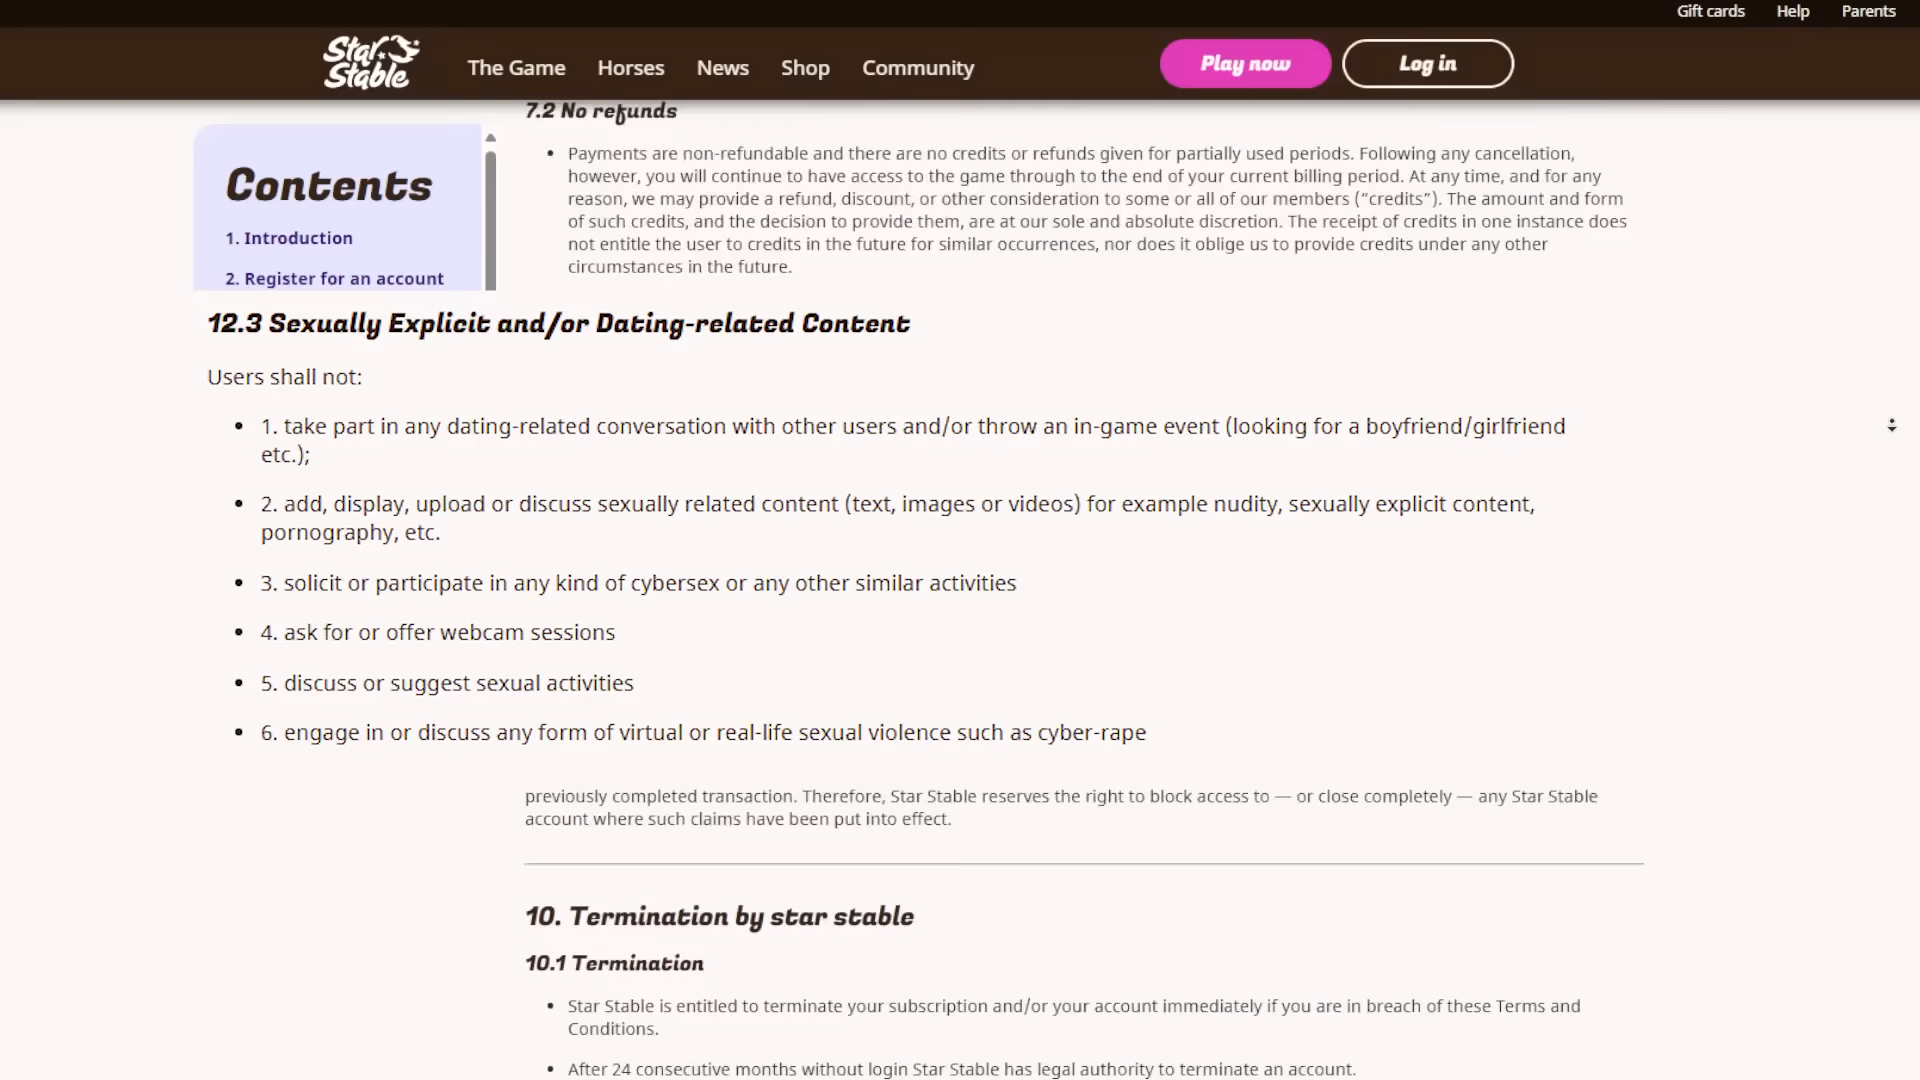 Gift cards Help Parents
Star Stable
The Game Horses News Shop Community
Play now Log in
7.2 No refunds
• Payments are non-refundable and there are no credits or refunds given for partially used periods. Following any cancellation,
however, you will continue to have access to the game through to the end of your current billing period. At any time, and for any
reason, we may provide a refund, discount, or other consideration to some or all of our members (“credits”). The amount and form
of such credits, and the decision to provide them, are at our sole and absolute discretion. The receipt of credits in one instance does
not entitle the user to credits in the future for similar occurrences, nor does it oblige us to provide credits under any other
circumstances in the future.
Contents
1. Introduction
2. Register for an account
12.3 Sexually Explicit and/or Dating-related Content
Users shall not:
• 1. take part in any dating-related conversation with other users and/or throw an in-game event (looking for a boyfriend/girlfriend
etc.);
• 2. add, display, upload or discuss sexually related content (text, images or videos) for example nudity, sexually explicit content,
pornography, etc.
• 3. solicit or participate in any kind of cybersex or any other similar activities
• 4. ask for or offer webcam sessions
• 5. discuss or suggest sexual activities
• 6. engage in or discuss any form of virtual or real-life sexual violence such as cyber-rape
previously completed transaction. Therefore, Star Stable reserves the right to block access to — or close completely — any Star Stable
account where such claims have been put into effect.
10. Termination by star stable
10.1 Termination
• Star Stable is entitled to terminate your subscription and/or your account immediately if you are in breach of these Terms and
Conditions.
• After 24 consecutive months without login Star Stable has legal authority to terminate an account.